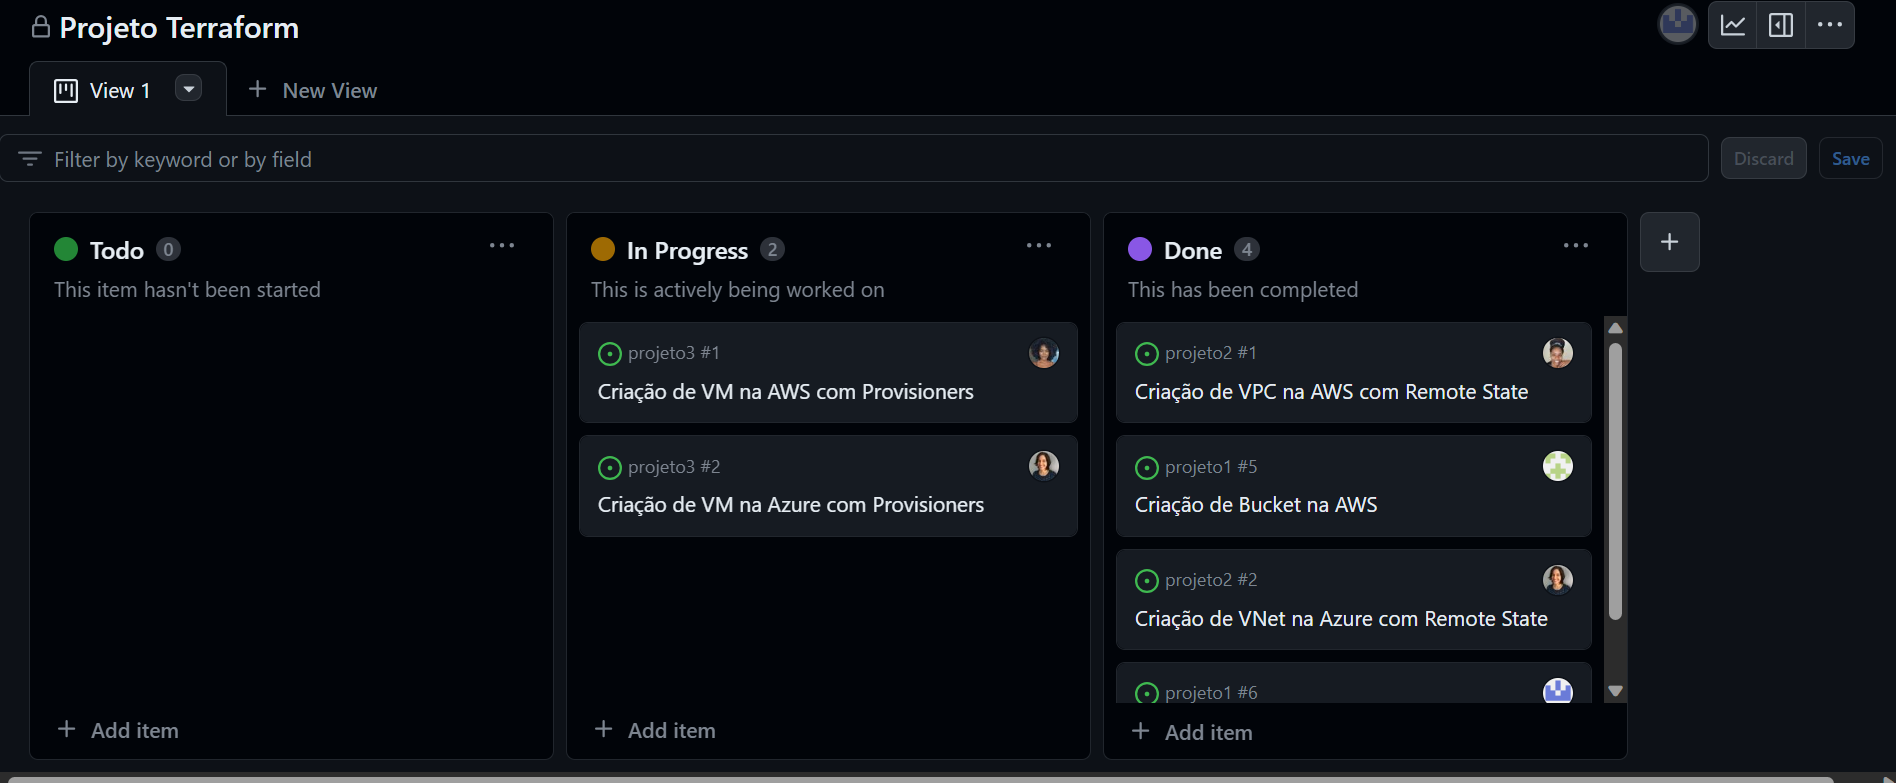 Projeto Terraform
View 1
New View
Filter by keyword or by field
Discard
Save
Todo 0
This item hasn't been started
Add item
In Progress 2
This is actively being worked on
projeto3 #1
Criação de VM na AWS com Provisioners
projeto3 #2
Criação de VM na Azure com Provisioners
Add item
Done 4
This has been completed
projeto2 #1
Criação de VPC na AWS com Remote State
projeto1 #5
Criação de Bucket na AWS
projeto2 #2
Criação de VNet na Azure com Remote State
projeto1 #6
Add item